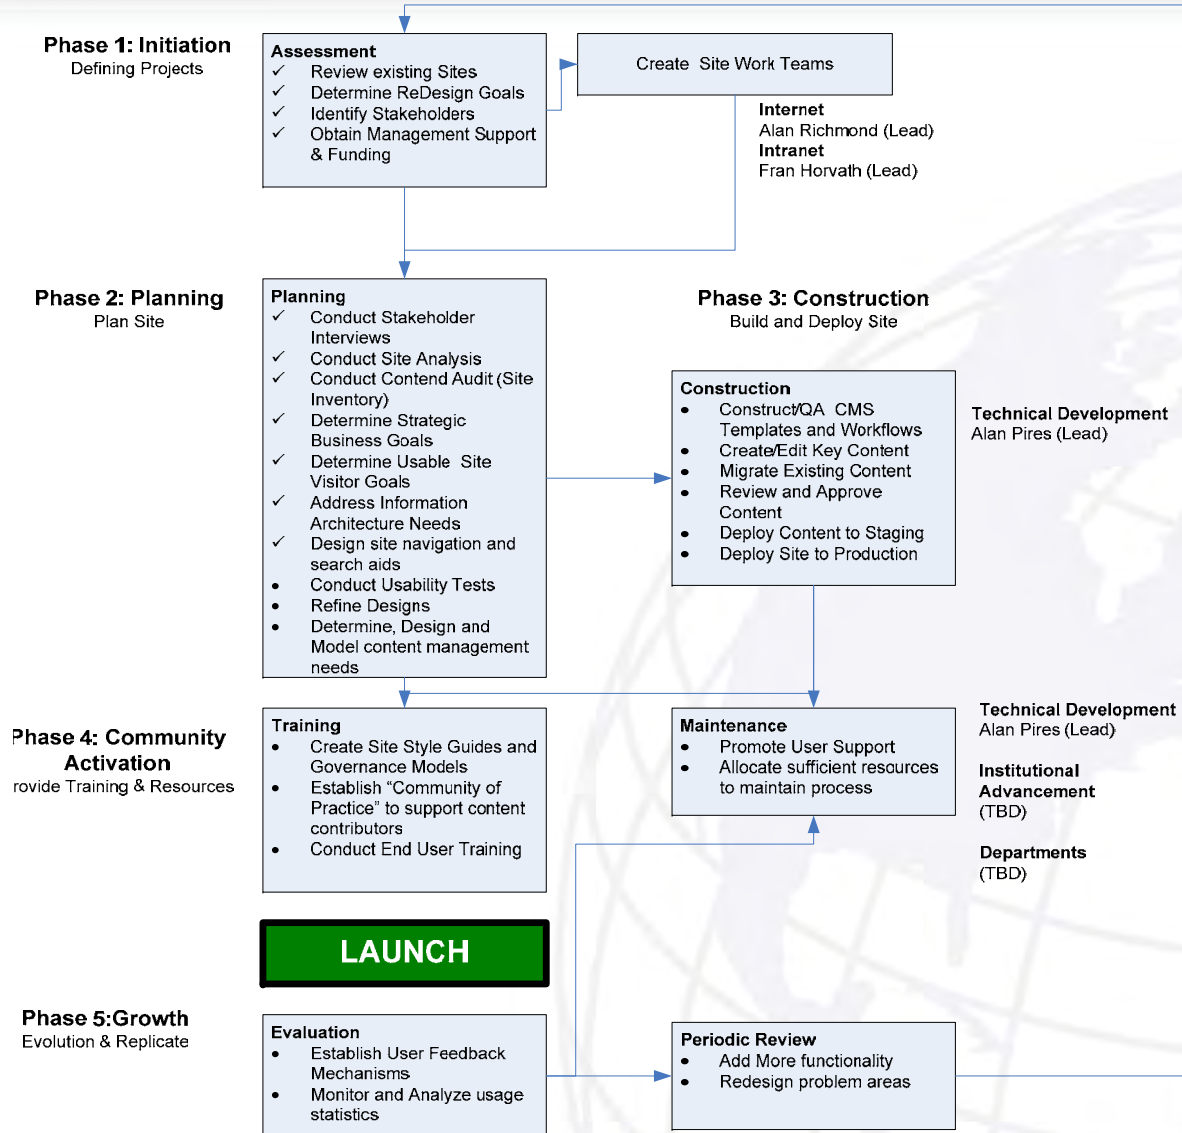 Phase 1: Initiation
Defining Projects
Assessment
✓ Review existing Sites
✓ Determine ReDesign Goals
✓ Identify Stakeholders
✓ Obtain Management Support
& Funding
Create Site Work Teams
Internet
Alan Richmond (Lead)
Intranet
Fran Horvath (Lead)
Phase 2: Planning
Plan Site
Planning
✓ Conduct Stakeholder
Interviews
✓ Conduct Site Analysis
✓ Conduct Contend Audit (Site
Inventory)
✓ Determine Strategic
Business Goals
✓ Determine Usable Site
Visitor Goals
✓ Address Information
Architecture Needs
✓ Design site navigation and
search aids
• Conduct Usability Tests
• Refine Designs
• Determine, Design and
Model content management
needs
Phase 3: Construction
Build and Deploy Site
Construction
• Construct/QA CMS
Templates and Workflows
• Create/Edit Key Content
• Migrate Existing Content
• Review and Approve
Content
• Deploy Content to Staging
• Deploy Site to Production
Technical Development
Alan Pires (Lead)
Phase 4: Community
Activation
rovide Training & Resources
Training
• Create Site Style Guides and
Governance Models
• Establish “Community of
Practice” to support content
contributors
• Conduct End User Training
Maintenance
• Promote User Support
• Allocate sufficient resources
to maintain process
Technical Development
Alan Pires (Lead)
Institutional
Advancement
(TBD)
Departments
(TBD)
LAUNCH
Phase 5:Growth
Evolution & Replicate
Evaluation
• Establish User Feedback
Mechanisms
• Monitor and Analyze usage
statistics
Periodic Review
• Add More functionality
• Redesign problem areas